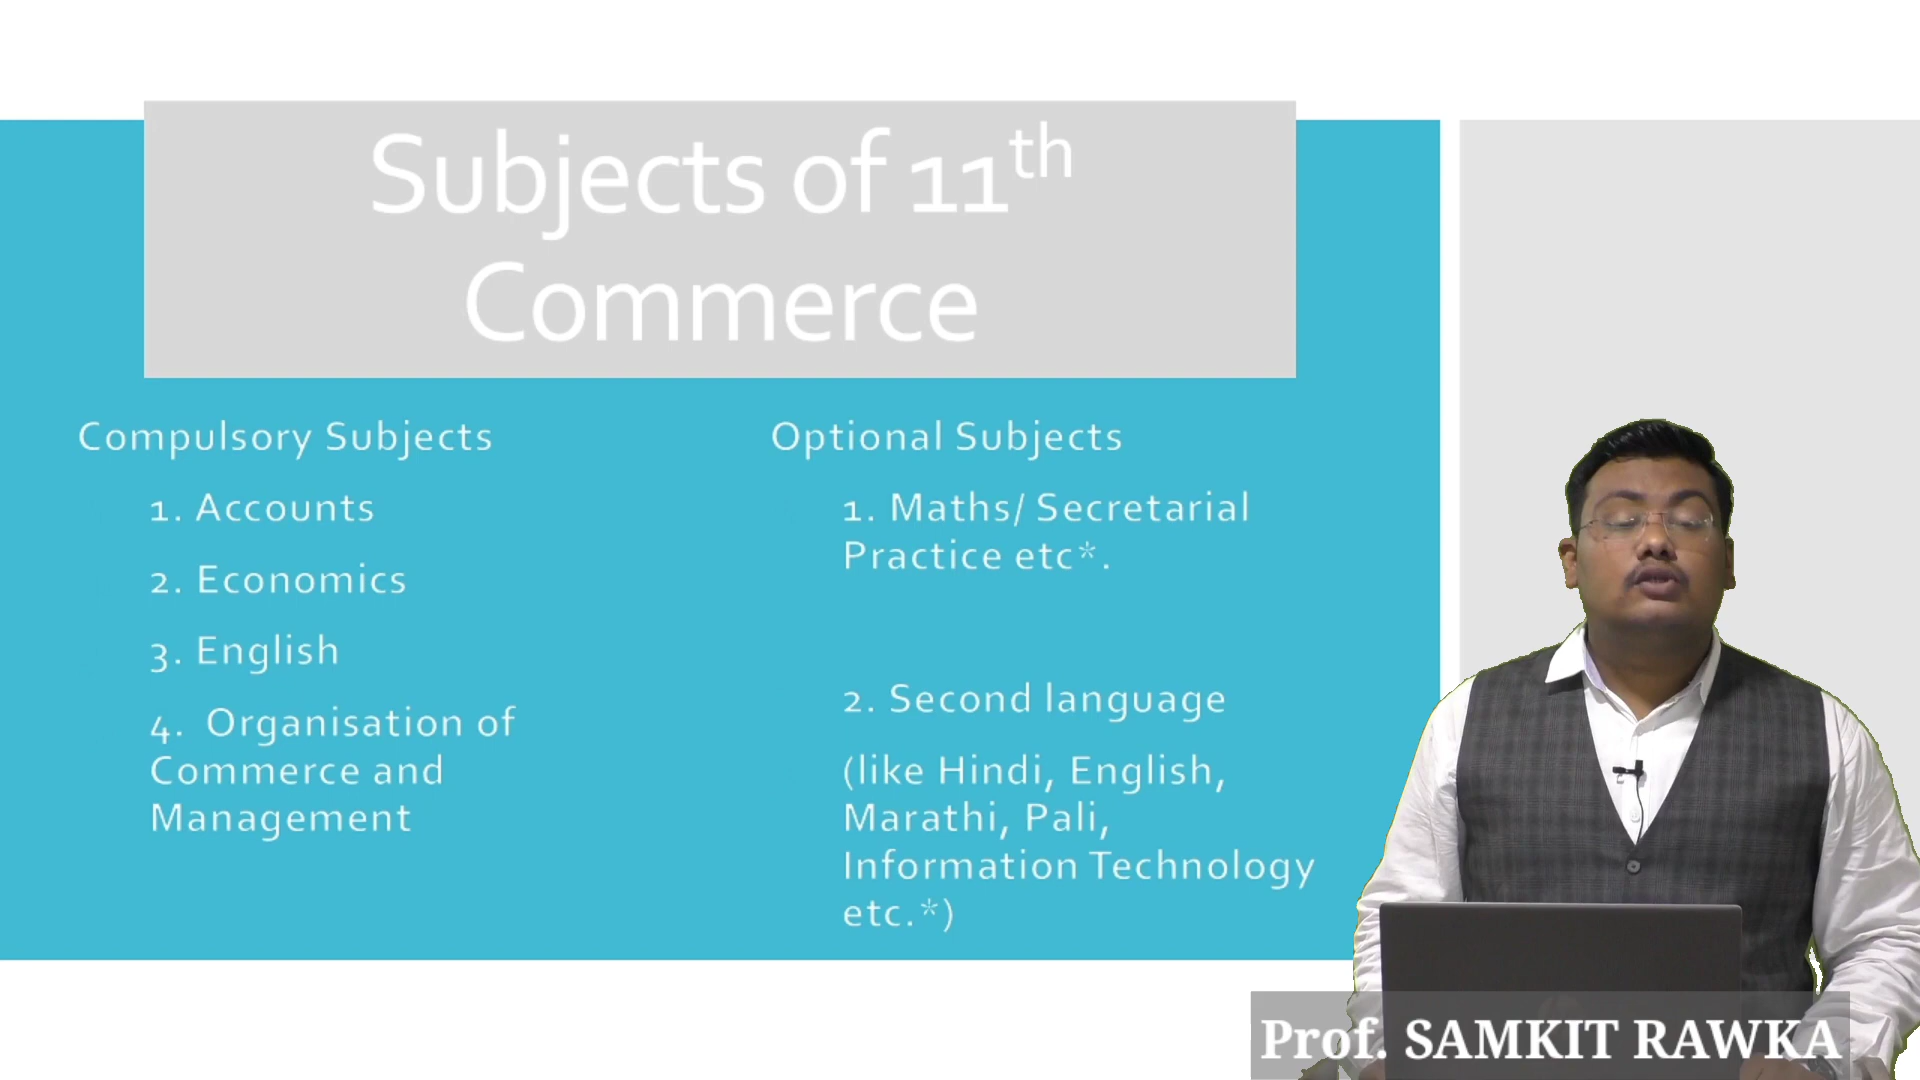 Subjects of 11th
Commerce
Compulsory Subjects
1. Accounts
2. Economics
3. English
4. Organisation of
Commerce and
Management
Optional Subjects
1. Maths/ Secretarial
Practice etc*.
2. Second language
(like Hindi, English,
Marathi, Pali,
Information Technology
etc.*)
Prof. SAMKIT RAWKA